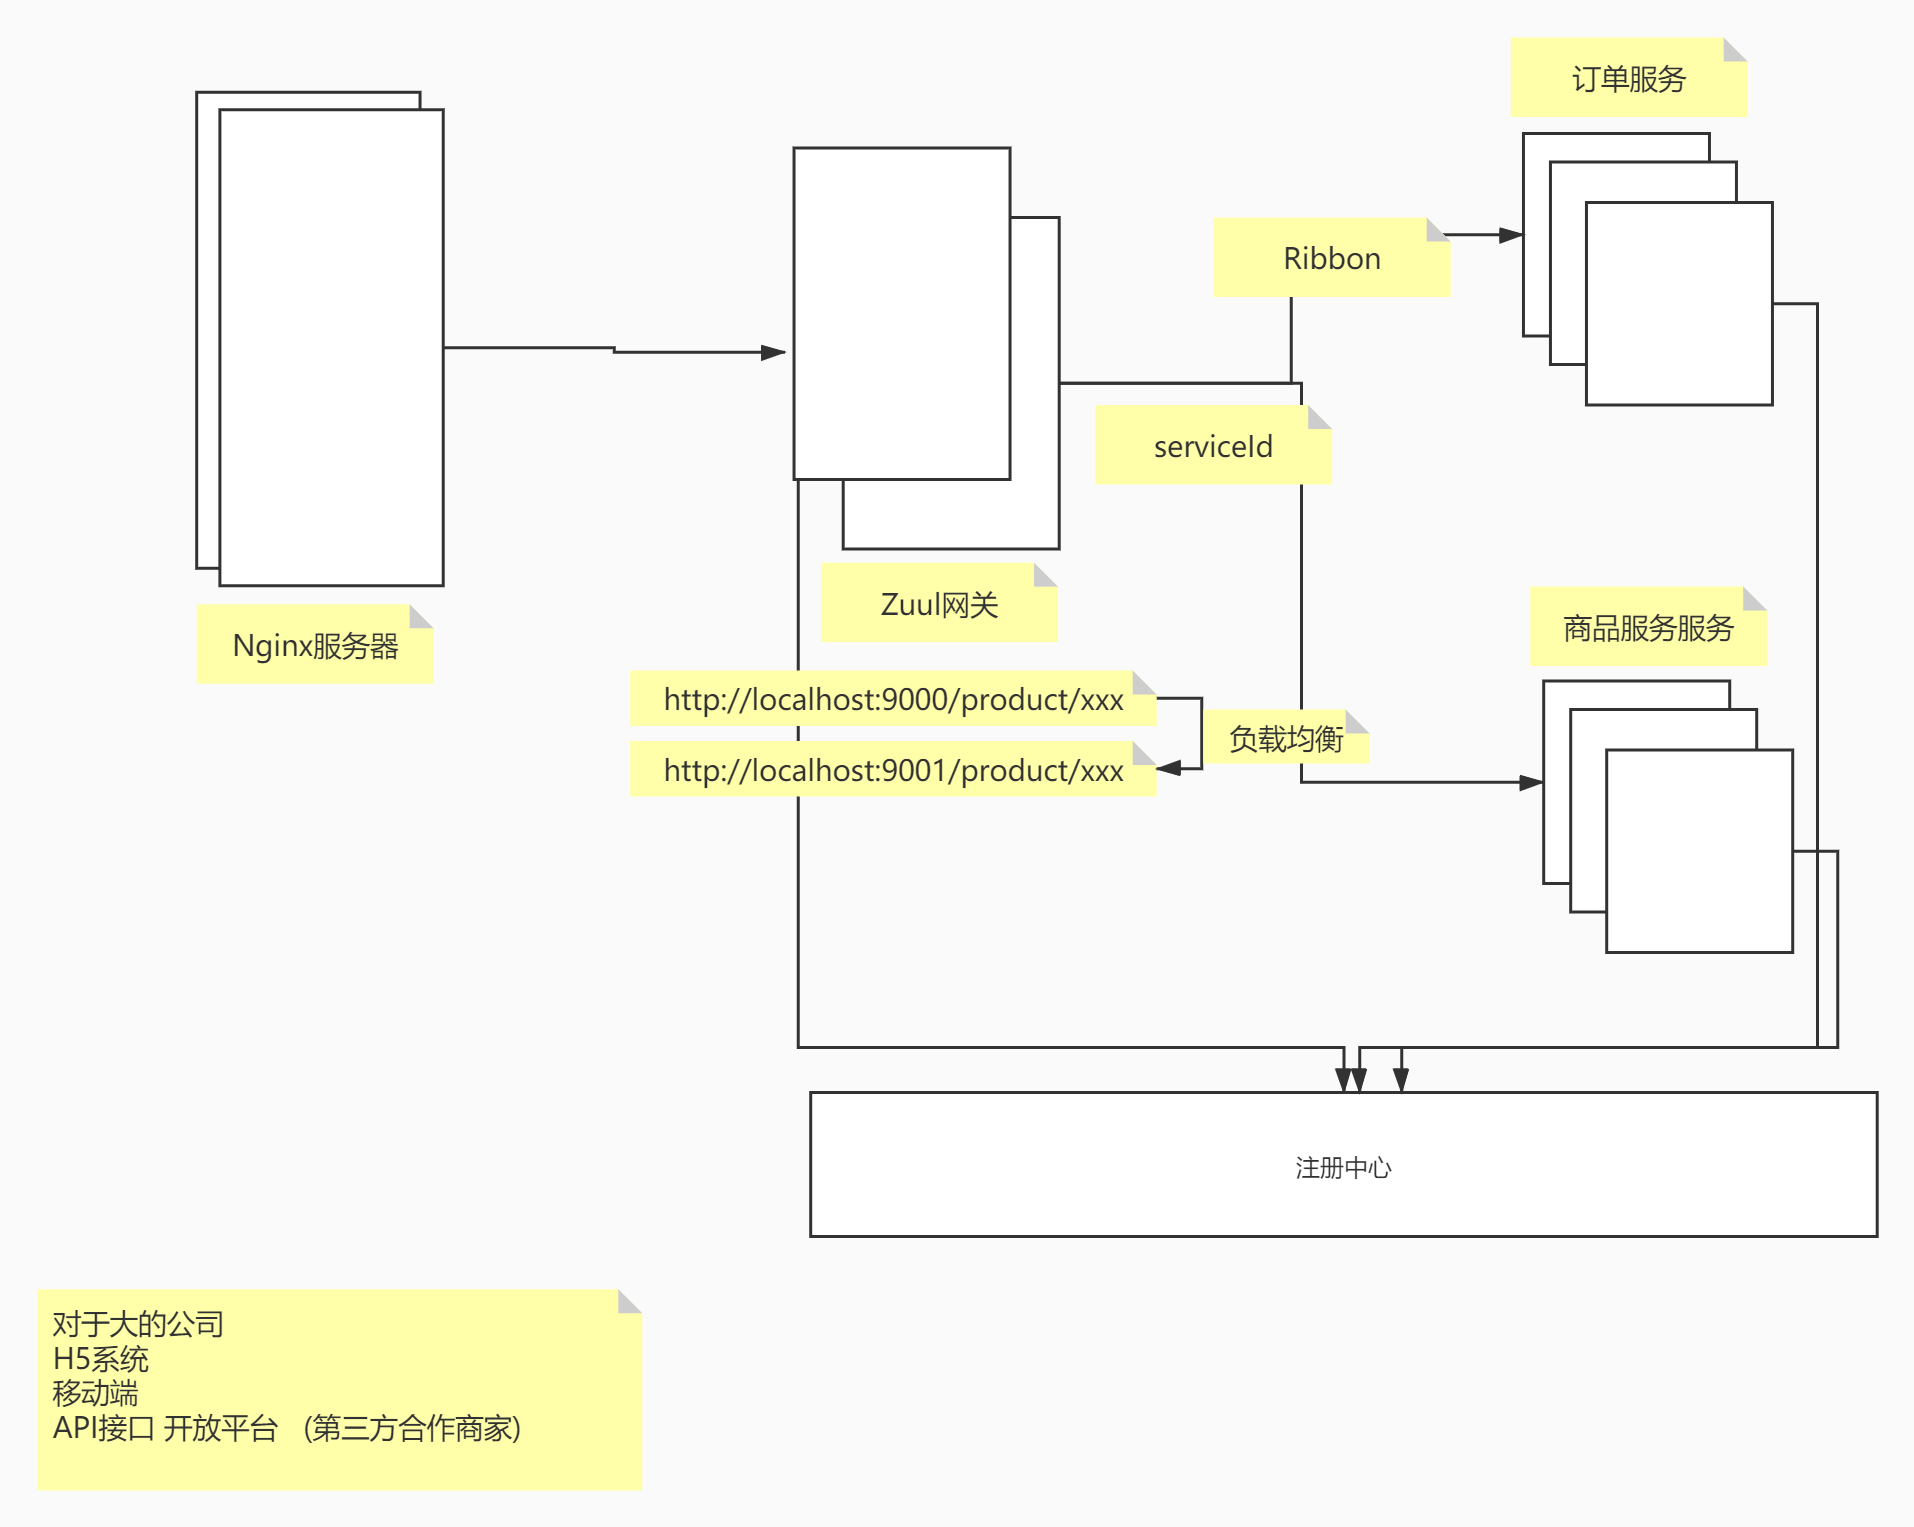 订单服务
Ribbon
serviceId
Zuul网关
Nginx服务器
商品服务服务
http://localhost:9000/product/xxx
负载均衡
http://localhost:9001/product/xxx
注册中心
对于大的公司
H5系统
移动端
API接口 开放平台 (第三方合作商家)